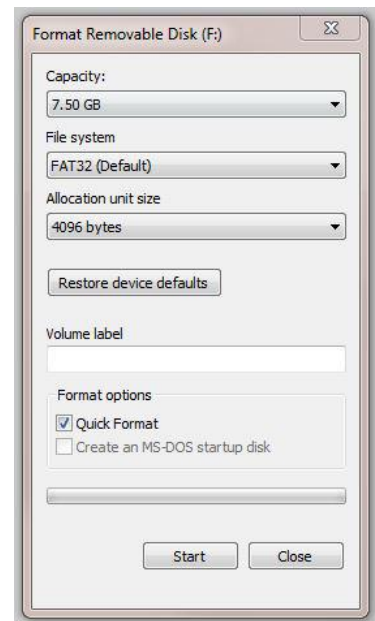 Format Removable Disk (F:)
Capacity:
7.50 GB
File system
FAT32 (Default)
Allocation unit size
4096 bytes
Restore device defaults
Volume label
Format options
Quick Format
Create an MS-DOS startup disk
Start Close